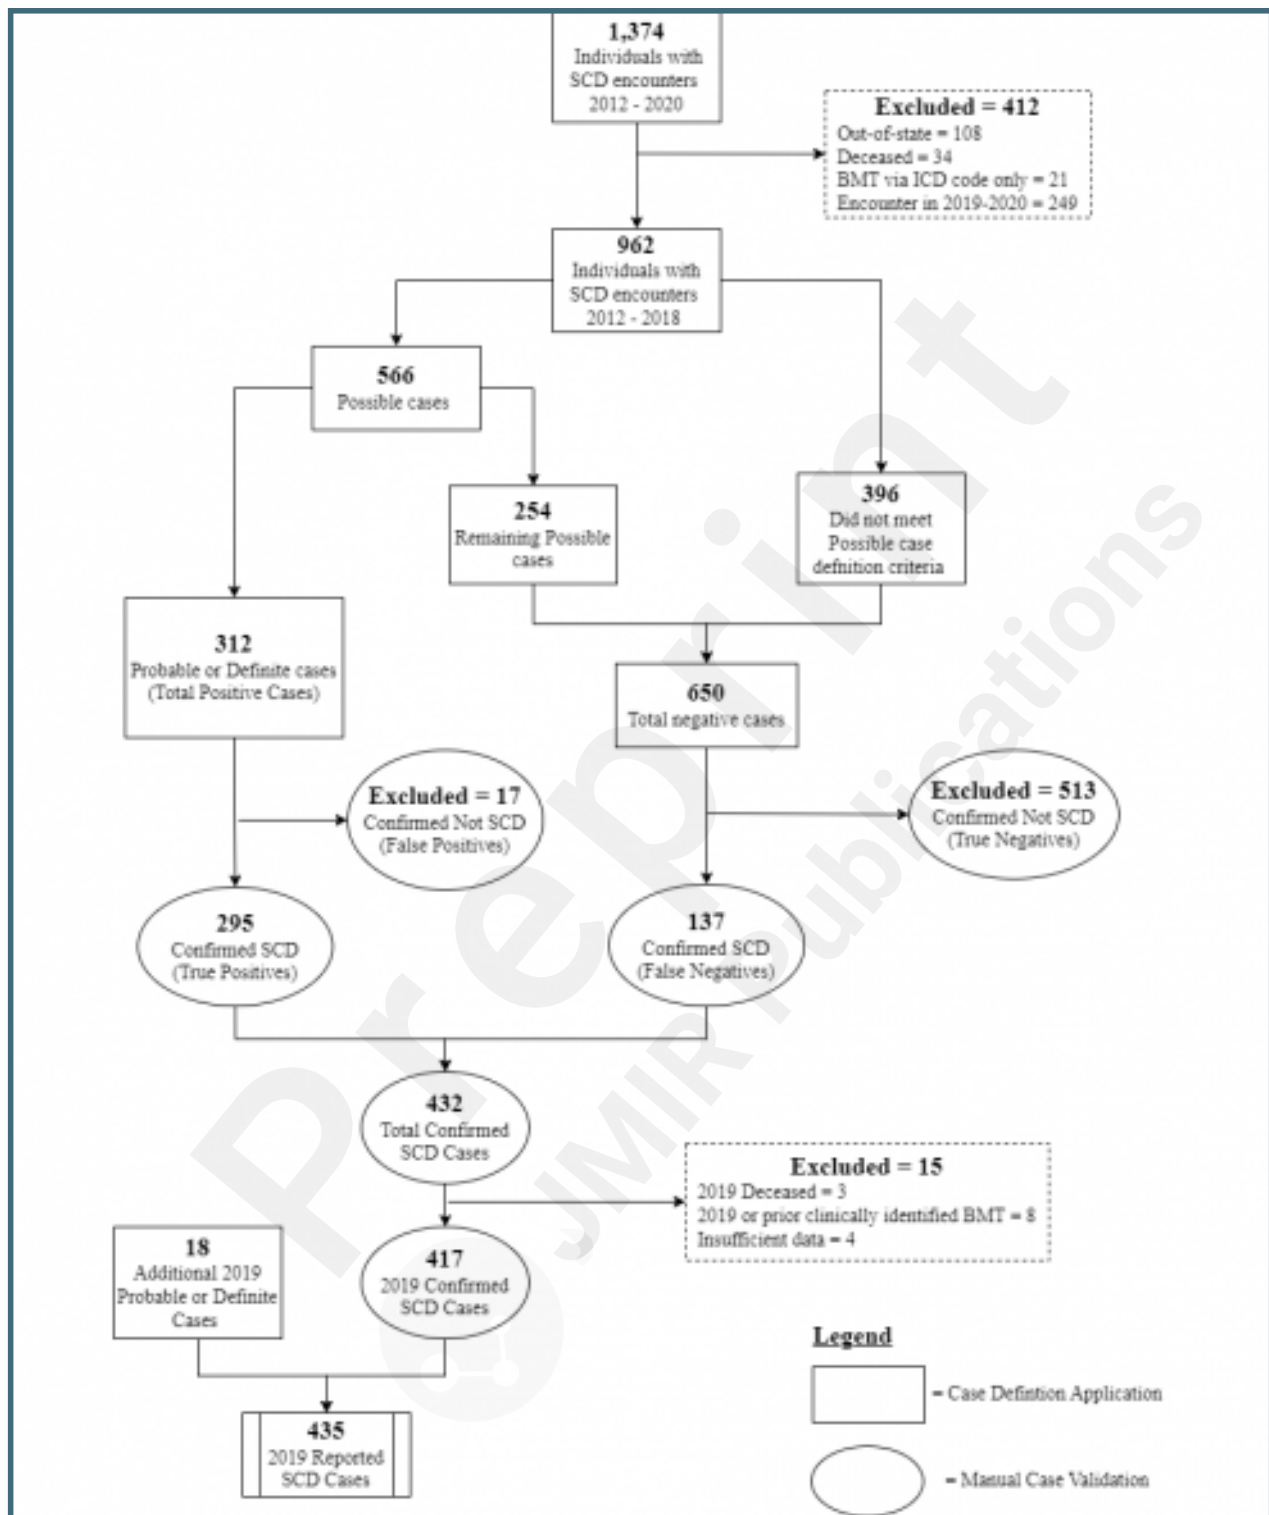 1,374
Individuals with
SCD encounters
2012 - 2020
Excluded = 412
Out-of-state = 108
Deceased = 34
BMT via ICD code only = 21
Encounter in 2019-2020 = 249
962
Individuals with
SCD encounters
2012 - 2018
566
Possible cases
254
Remaining Possible
cases
396
Did not meet
Possible case
defnition criteria
312
Probable or Definite cases
(Total Positive Cases)
650
Total negative cases
Excluded = 17
Confirmed Not SCD
(False Positives)
Excluded = 513
Confirmed Not SCD
(True Negatives)
295
Confirmed SCD
(True Positives)
137
Confirmed SCD
(False Negatives)
432
Total Confirmed
SCD Cases
Excluded = 15
2019 Deceased = 3
2019 or prior clinically identified BMT = 8
Insufficient data = 4
18
Additional 2019
Probable or Definite
Cases
417
2019 Confirmed
SCD Cases
435
2019 Reported
SCD Cases
Legend
= Case Defintion Application
= Manual Case Validation
Preprint
JMIR Publications